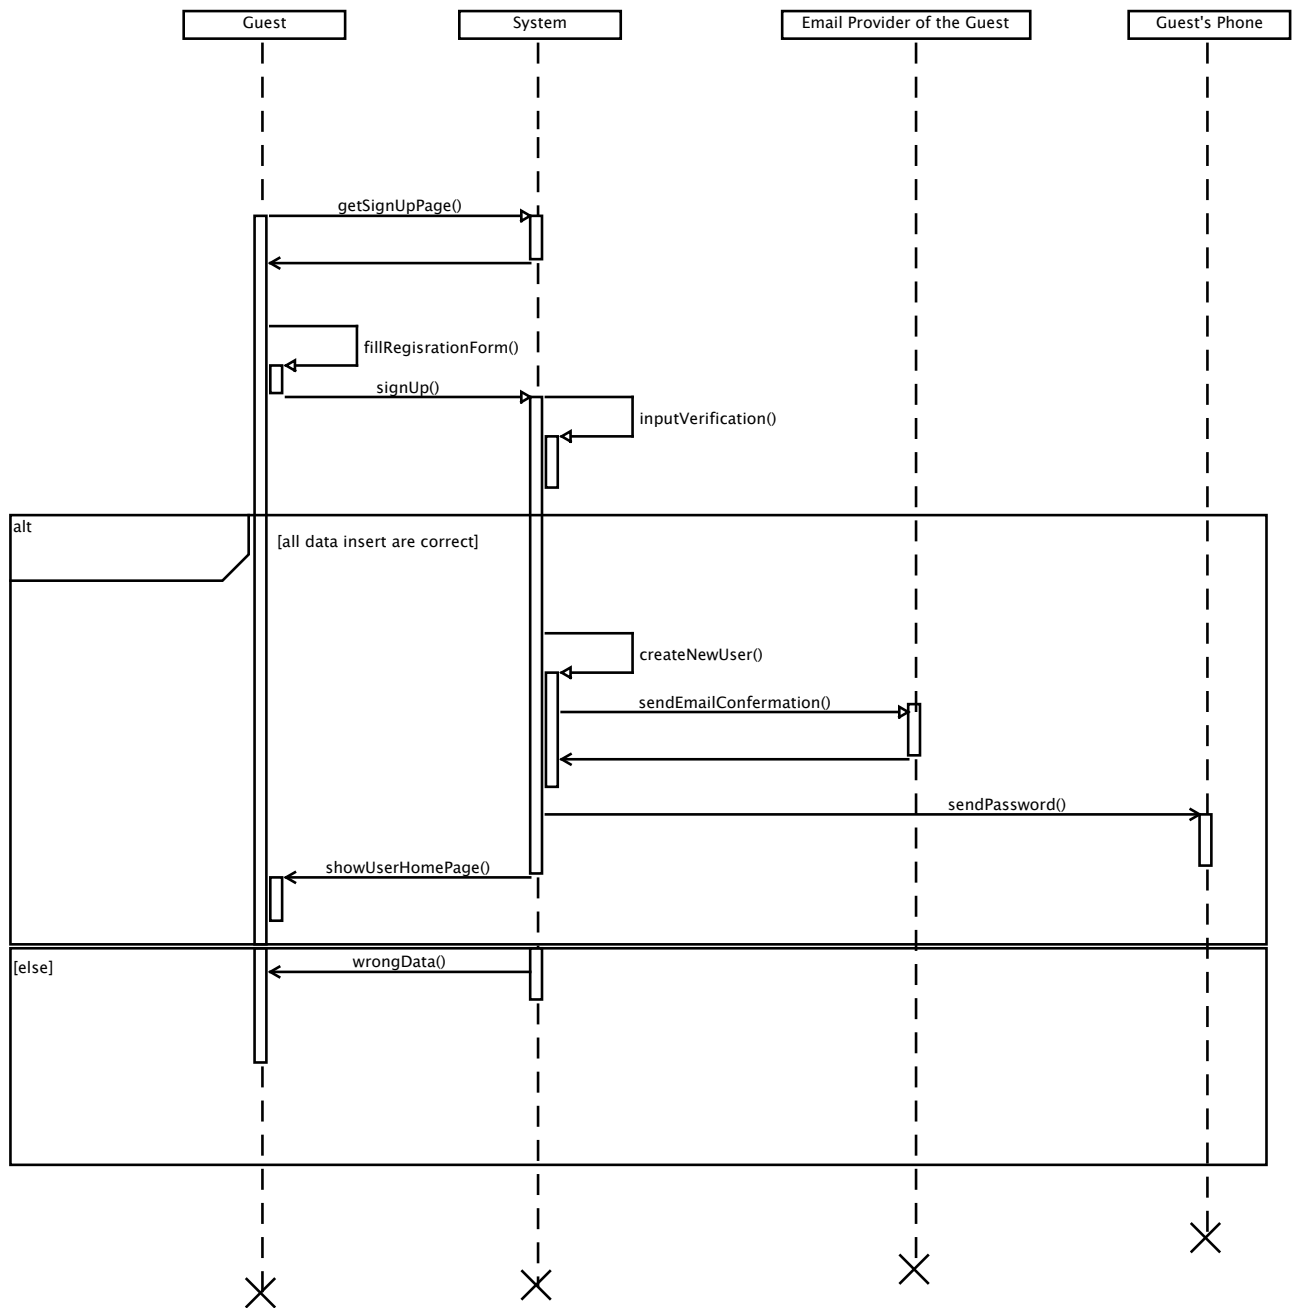 Guest
System
Email Provider of the Guest
Guest's Phone
getSignUpPage()
fillRegisrationForm()
signUp()
inputVerification()
alt
[all data insert are correct]
createNewUser()
sendEmailConfermation()
sendPassword()
showUserHomePage()
wrongData()
[else]